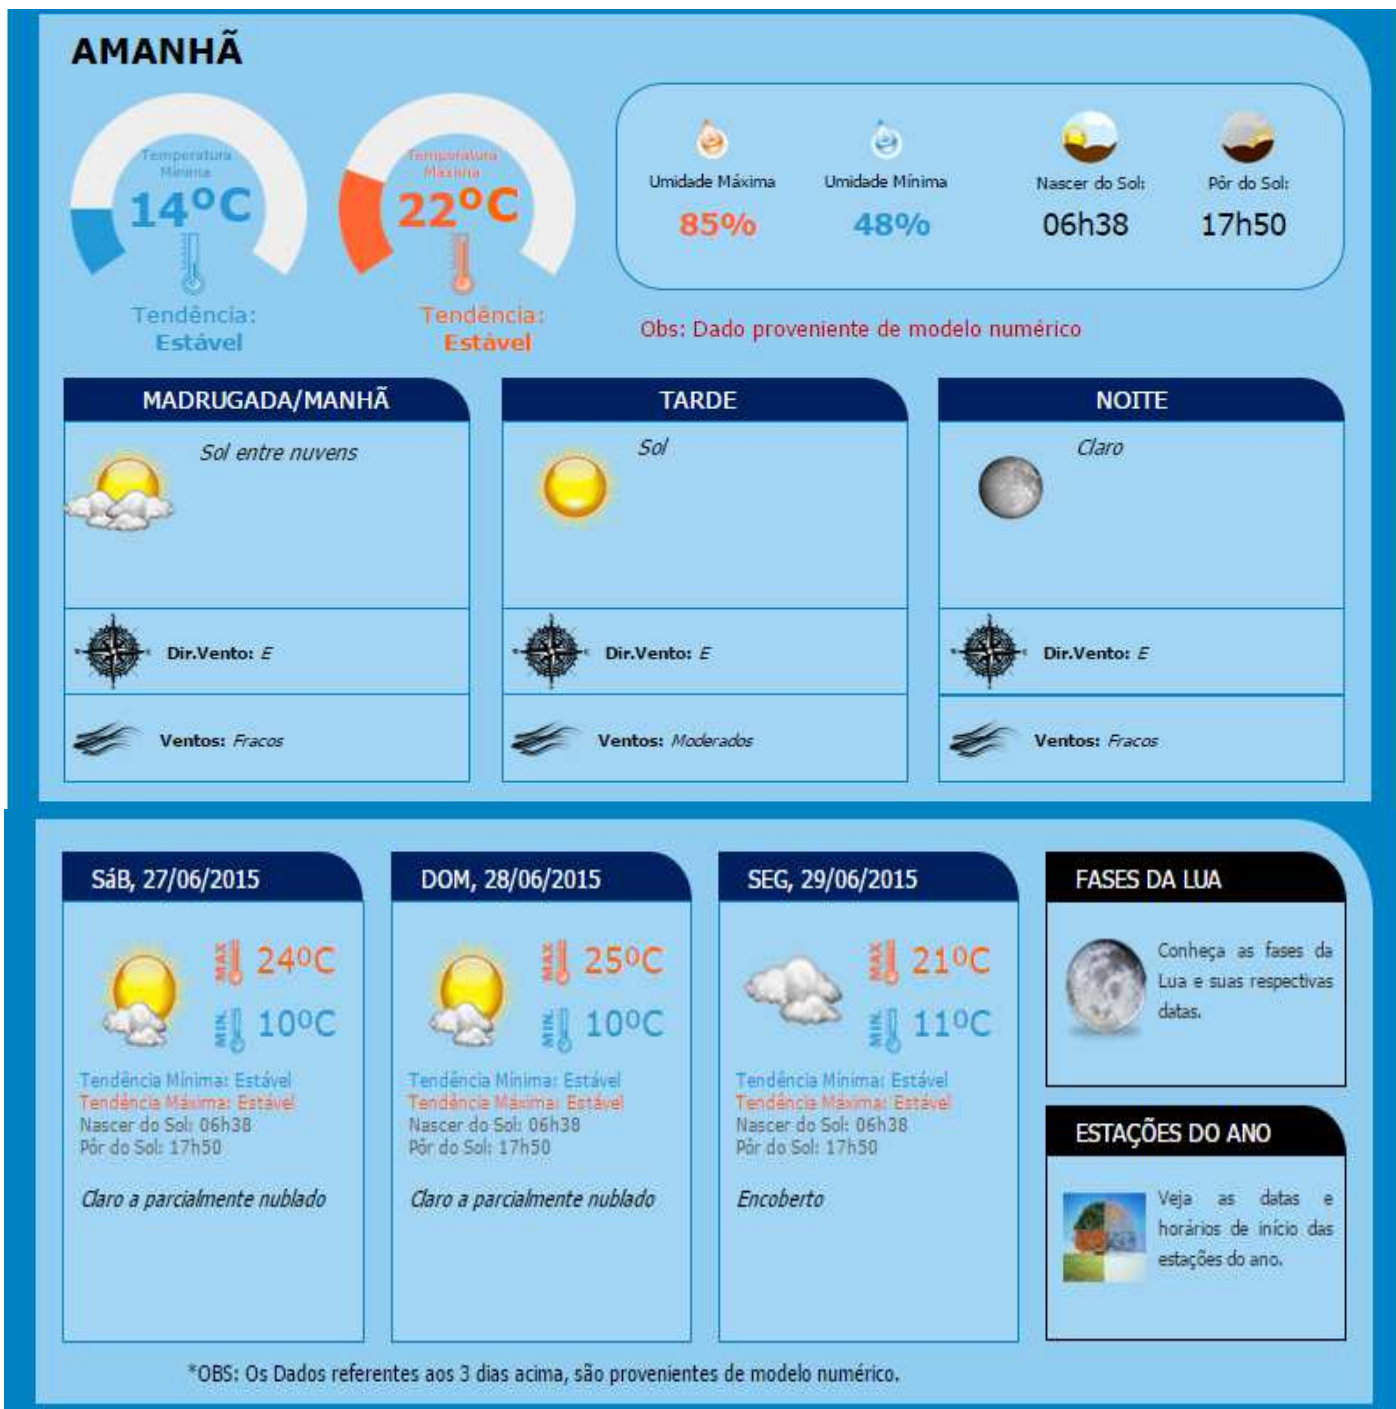 AMANHÃ
Temperatura
Mínima
14ºC
Tendência:
Estável
Temperatura
Máxima
22ºC
Tendência:
Estável
Umidade Máxima
85%
Umidade Mínima
48%
Nascer do Sol:
06h38
Pôr do Sol:
17h50
Obs: Dado proveniente de modelo numérico
MADRUGADA/MANHÃ
Sol entre nuvens
Dir.Vento: E
Ventos: Fracos
TARDE
Sol
Dir.Vento: E
Ventos: Moderados
NOITE
Claro
Dir.Vento: E
Ventos: Fracos
SáB, 27/06/2015
MAX 24ºC
MIN. 10ºC
Tendência Mínima: Estável
Tendência Máxima: Estável
Nascer do Sol: 06h38
Pôr do Sol: 17h50
Claro a parcialmente nublado
DOM, 28/06/2015
MAX 25ºC
MIN. 10ºC
Tendência Mínima: Estável
Tendência Máxima: Estável
Nascer do Sol: 06h38
Pôr do Sol: 17h50
Claro a parcialmente nublado
SEG, 29/06/2015
MAX 21ºC
MIN. 11ºC
Tendência Mínima: Estável
Tendência Máxima: Estável
Nascer do Sol: 06h38
Pôr do Sol: 17h50
Encoberto
FASES DA LUA
Conheça as fases da
Lua e suas respectivas
datas.
ESTAÇÕES DO ANO
Veja as datas e
horários de início das
estações do ano.
*OBS: Os Dados referentes aos 3 dias acima, são provenientes de modelo numérico.